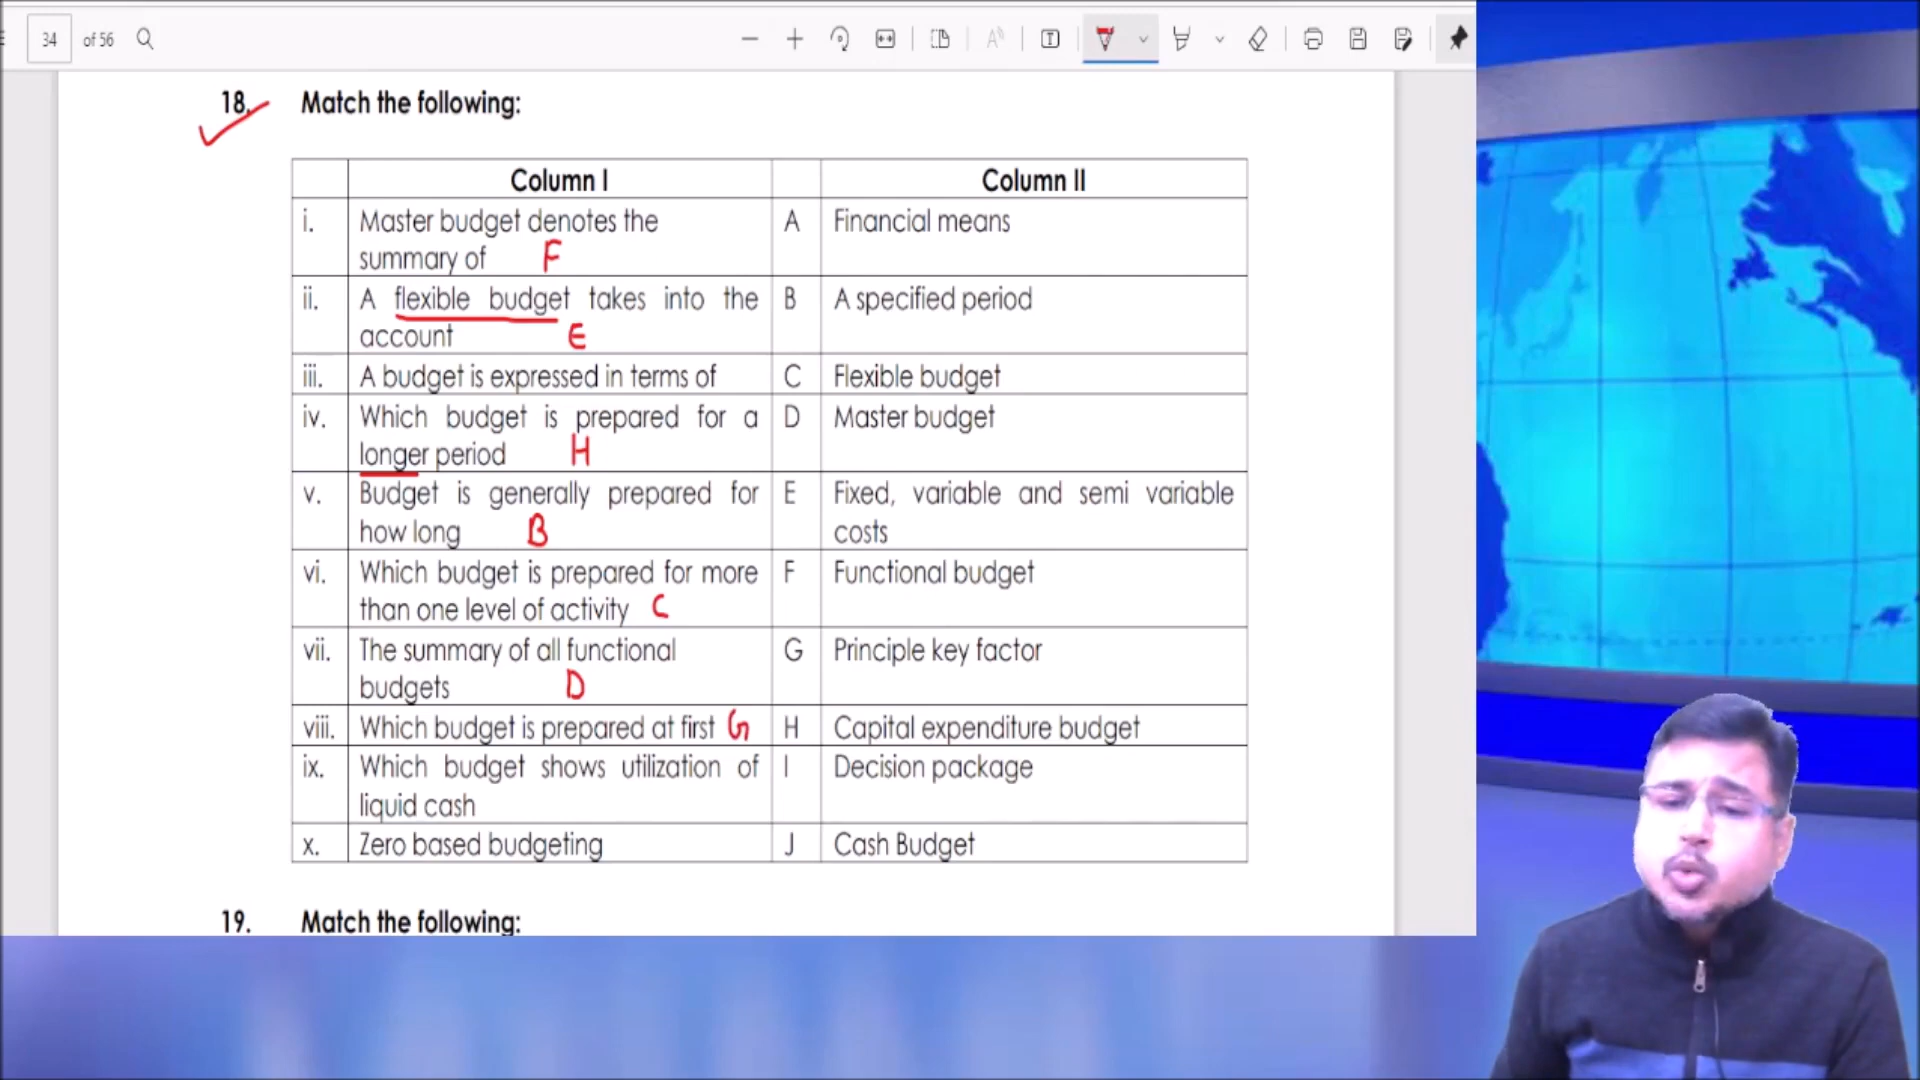 34 of 56
18. Match the following:
Column I Column II
i. Master budget denotes the A Financial means
summary of F
ii. A flexible budget takes into the B A specified period
account E
iii. A budget is expressed in terms of C Flexible budget
iv. Which budget is prepared for a D Master budget
longer period H
v. Budget is generally prepared for E Fixed, variable and semi variable
how long B costs
vi. Which budget is prepared for more F Functional budget
than one level of activity C
vii. The summary of all functional G Principle key factor
budgets D
viii. Which budget is prepared at first G H Capital expenditure budget
ix. Which budget shows utilization of I Decision package
liquid cash
x. Zero based budgeting J Cash Budget
19. Match the following: